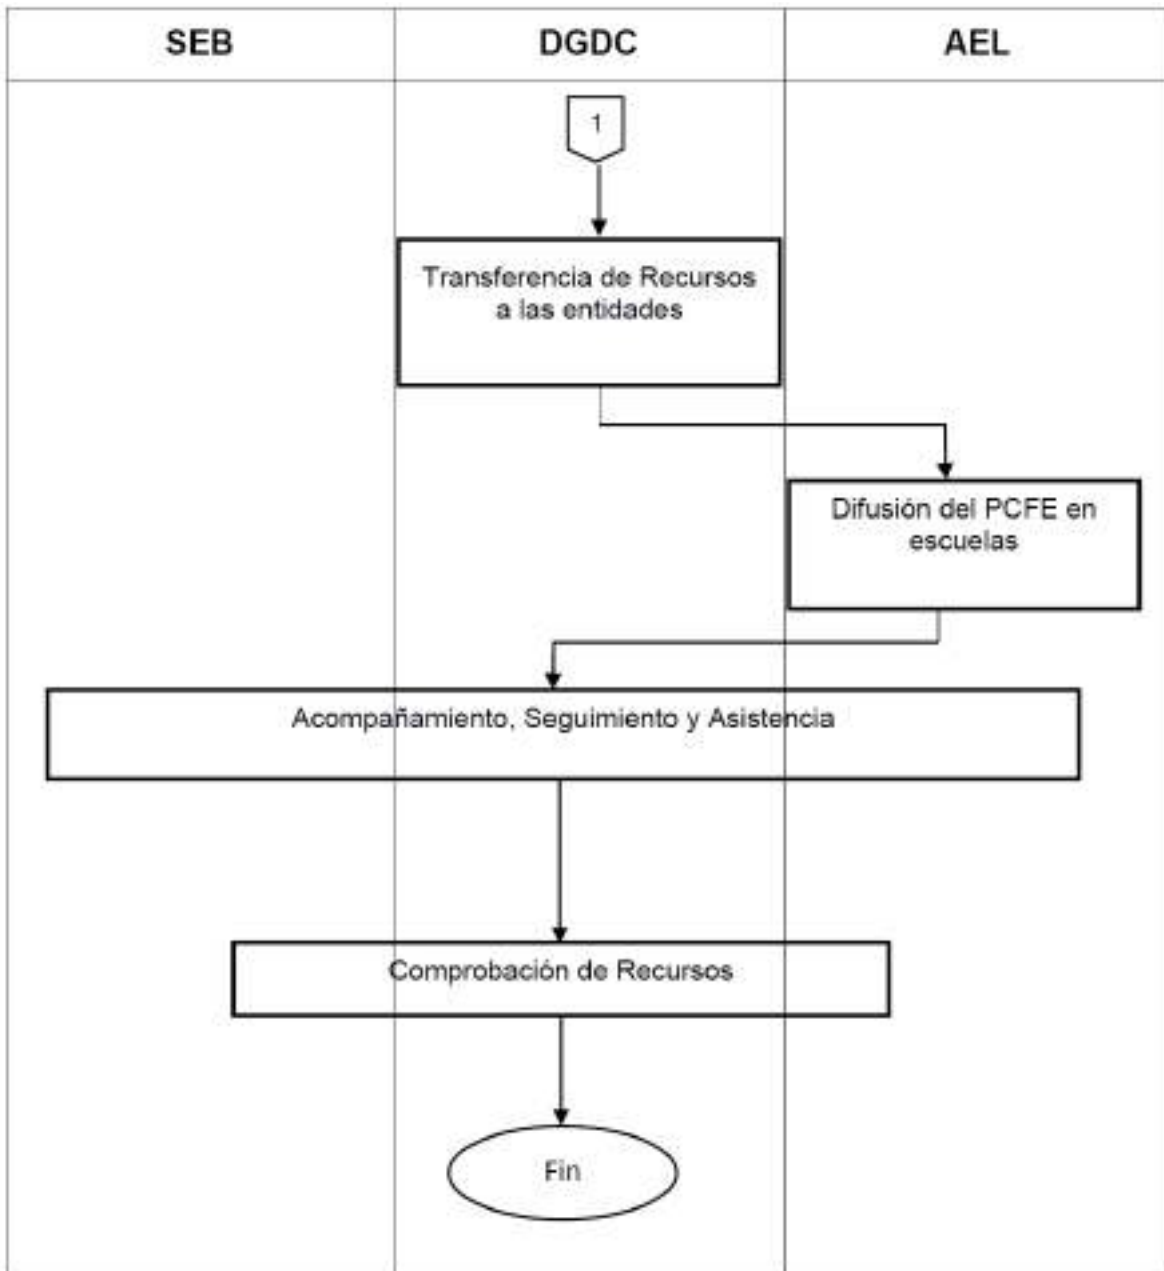 SEB
DGDC
AEL
1
Transferencia de Recursos
a las entidades
Difusión del PCFE en
escuelas
Acompañamiento, Seguimiento y Asistencia
Comprobación de Recursos
Fin